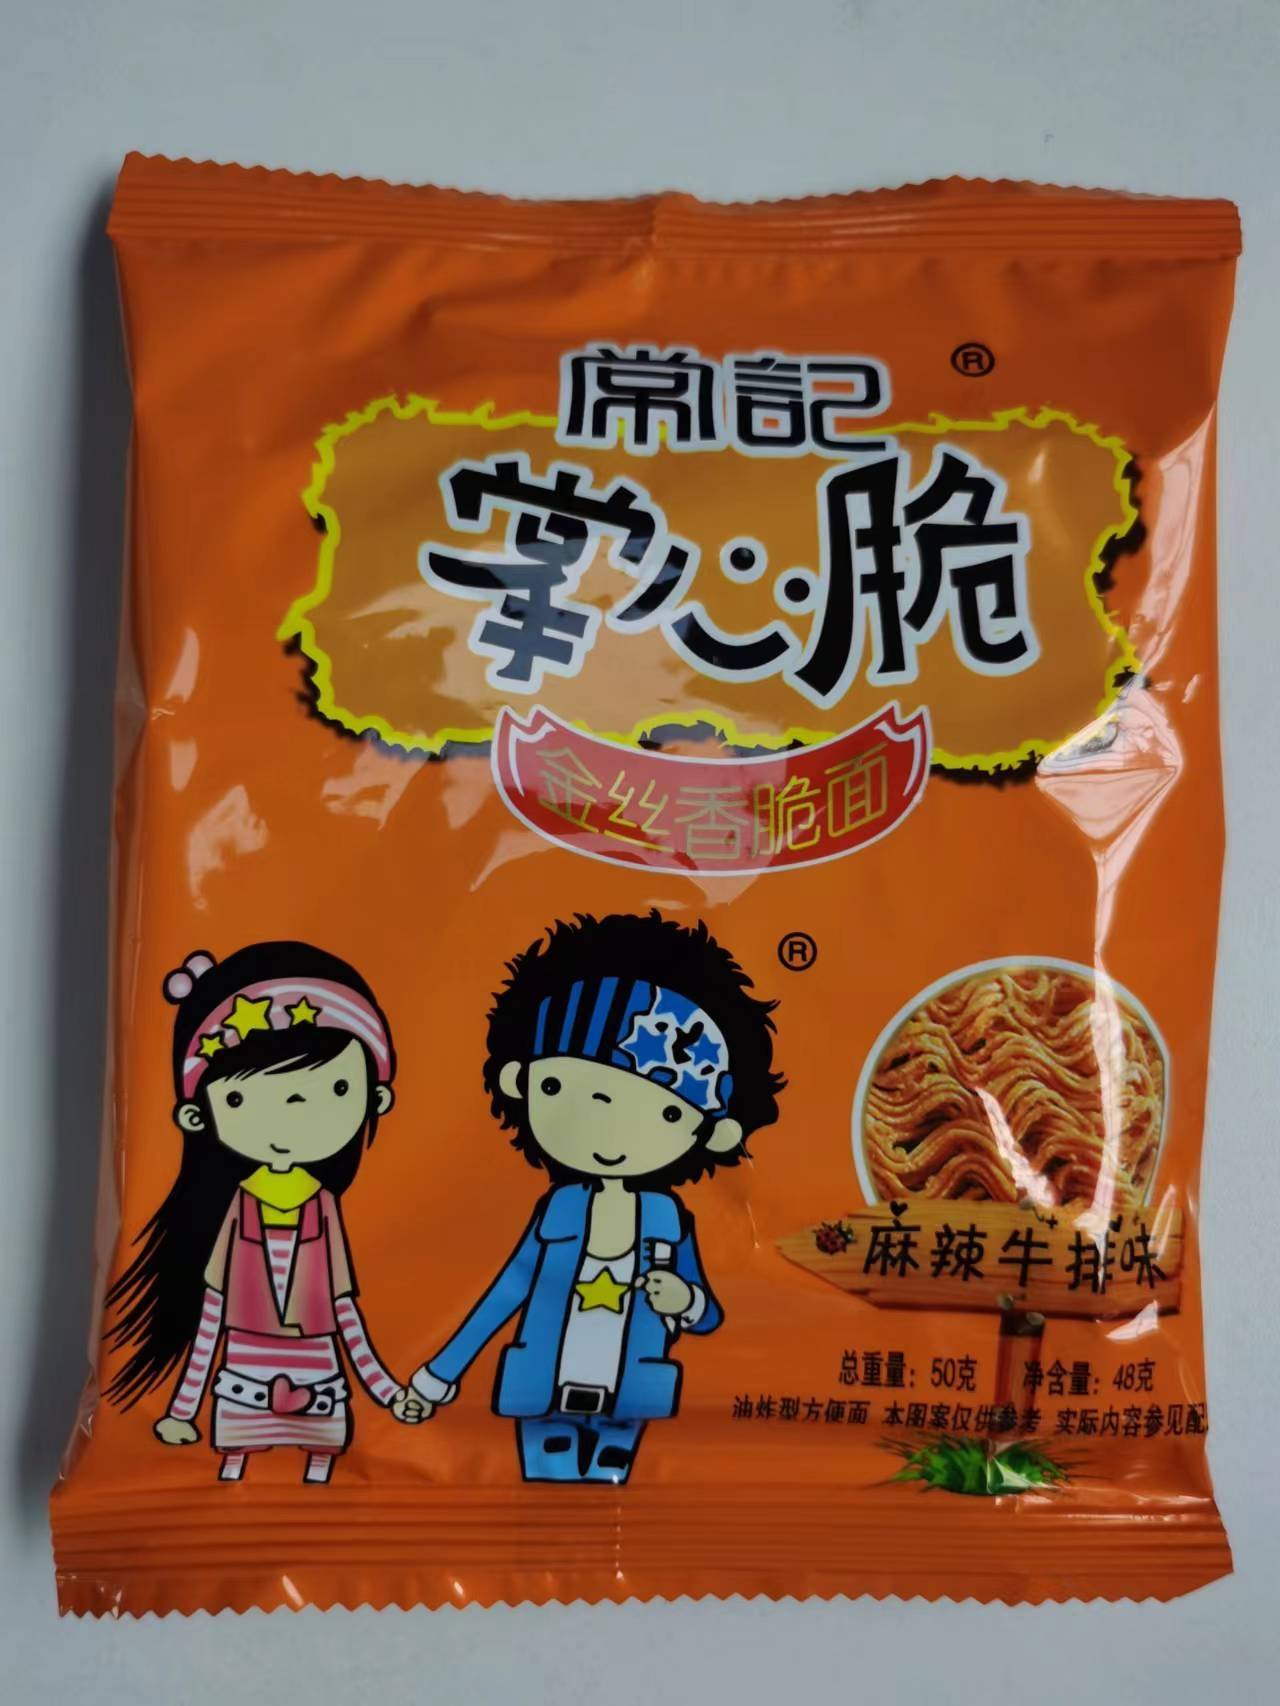 常記
®
掌心脆
金丝香脆面
®
麻辣牛排味
总重量：50克 净含量：48克
油炸型方便面 本图案仅供参考 实际内容参见配